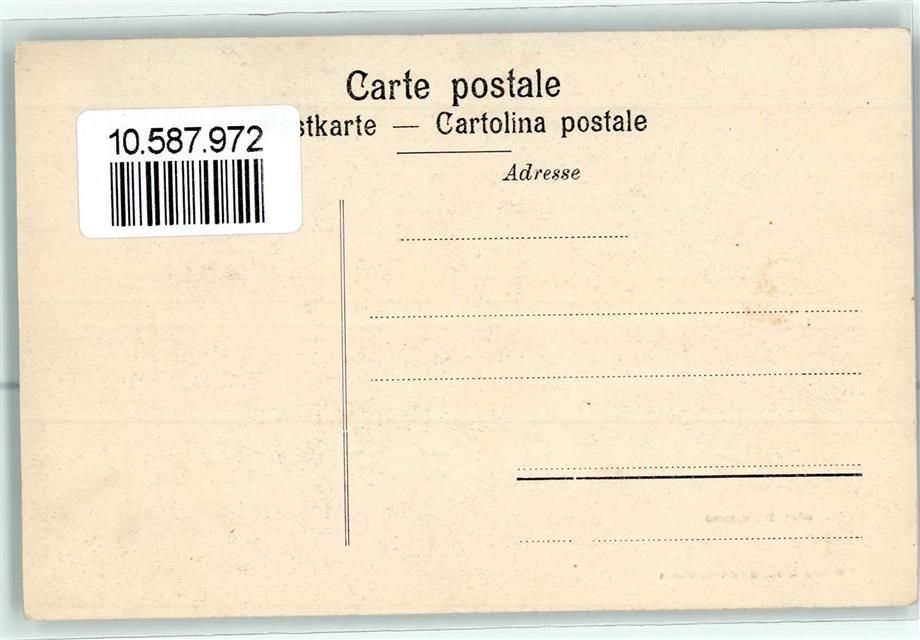 Carte postale
stkarte — Cartolina postale
10.587.972
Adresse